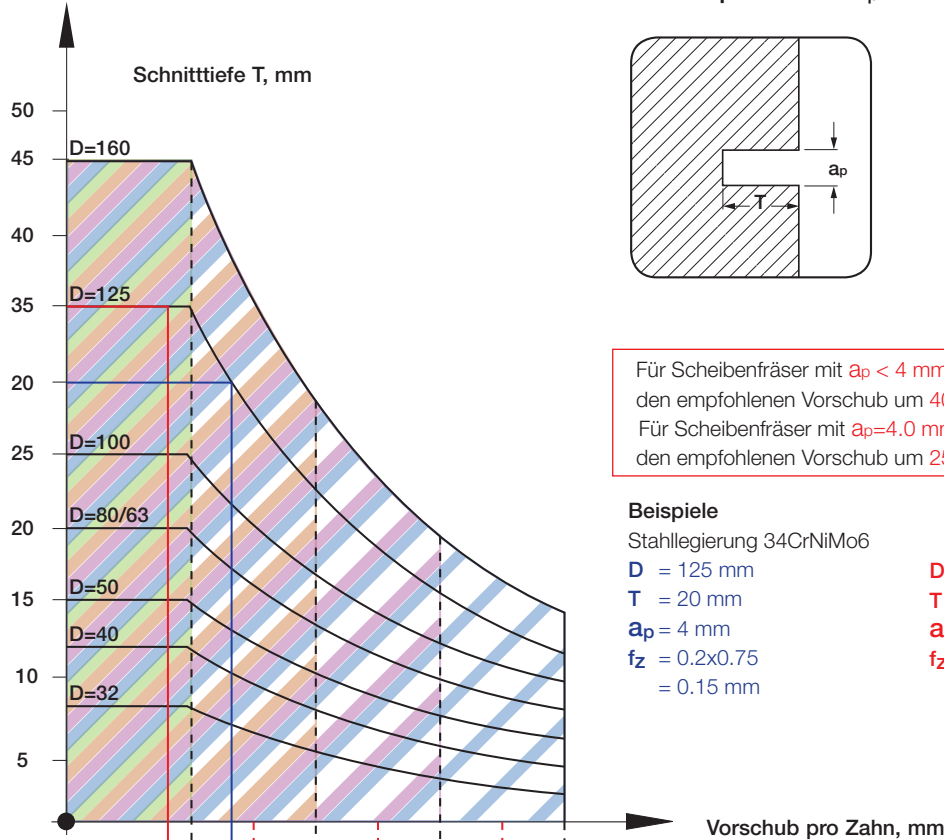 Schnitttiefe T, mm
50
45
40
35
20
25
20
15
10
5
D=160
D=125
D=100
D=80/63
D=50
D=40
D=32
Vorschub pro Zahn, mm
ap
T
Für Scheibenfräser mit ap < 4 mm
den empfohlenen Vorschub um 40
Für Scheibenfräser mit ap=4.0 mm
den empfohlenen Vorschub um 25
Beispiele
Stahllegierung 34CrNiMo6
D = 125 mm
T = 20 mm
ap = 4 mm
fz = 0.2x0.75
= 0.15 mm
D
T
a
fz